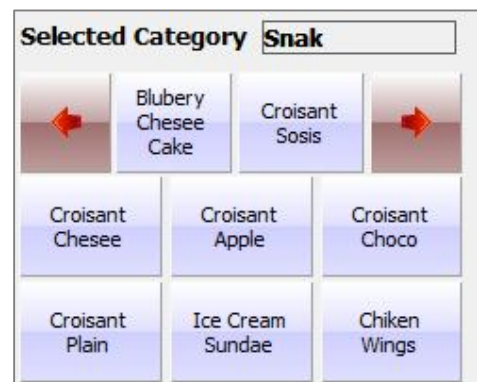 Selected Category Snak
Blubery
Chesee
Cake
Croisant
Sosis
Croisant
Chesee
Croisant
Apple
Croisant
Choco
Croisant
Plain
Ice Cream
Sundae
Chiken
Wings